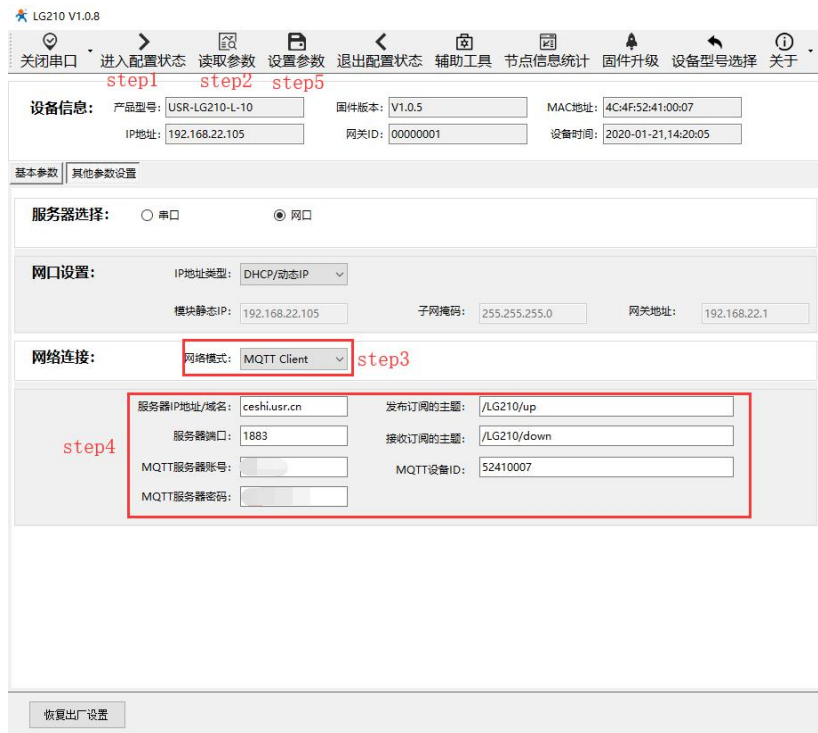 LG210 V1.0.8
关闭串口 进入配置状态 读取参数 设置参数 退出配置状态 辅助工具 节点信息统计 固件升级 设备型号选择 关于
step1 step2 step5
设备信息: 产品型号: USR-LG210-L-10 固件版本: V1.0.5 MAC地址: 4C:4F:52:41:00:07
IP地址: 192.168.22.105 网关ID: 00000001 设备时间: 2020-01-21,14:20:05
基本参数 其他参数设置
服务器选择: 串口 网口
网口设置: IP地址类型: DHCP/动态IP
模块静态IP: 192.168.22.105 子网掩码: 255.255.255.0 网关地址: 192.168.22.1
网络连接: 网络模式: MQTT Client step3
服务器IP地址/域名: ceshi.usr.cn 发布订阅的主题: /LG210/up
step4 服务器端口: 1883 接收订阅的主题: /LG210/down
MQTT服务器账号: MQTT设备ID: 52410007
MQTT服务器密码:
恢复出厂设置